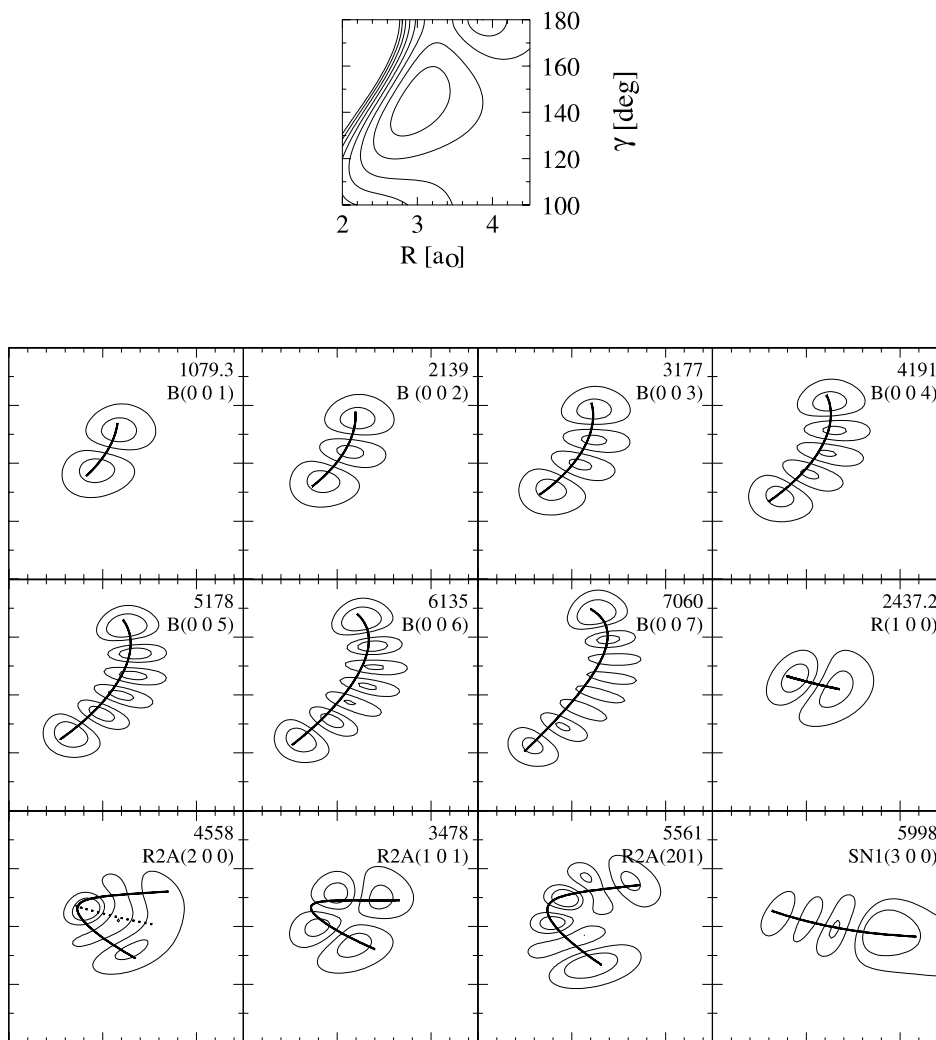 180
160
140
120
100
γ [deg]
2 3 4
R [ao]
1079.3 2139 3177 4191
B(0 0 1) B (0 0 2) B(0 0 3) B(0 0 4)
5178 6135 7060 2437.2
B(0 0 5) B(0 0 6) B(0 0 7) R(1 0 0)
4558 3478 5561 5998
R2A(2 0 0) R2A(1 0 1) R2A(201) SN1(3 0 0)